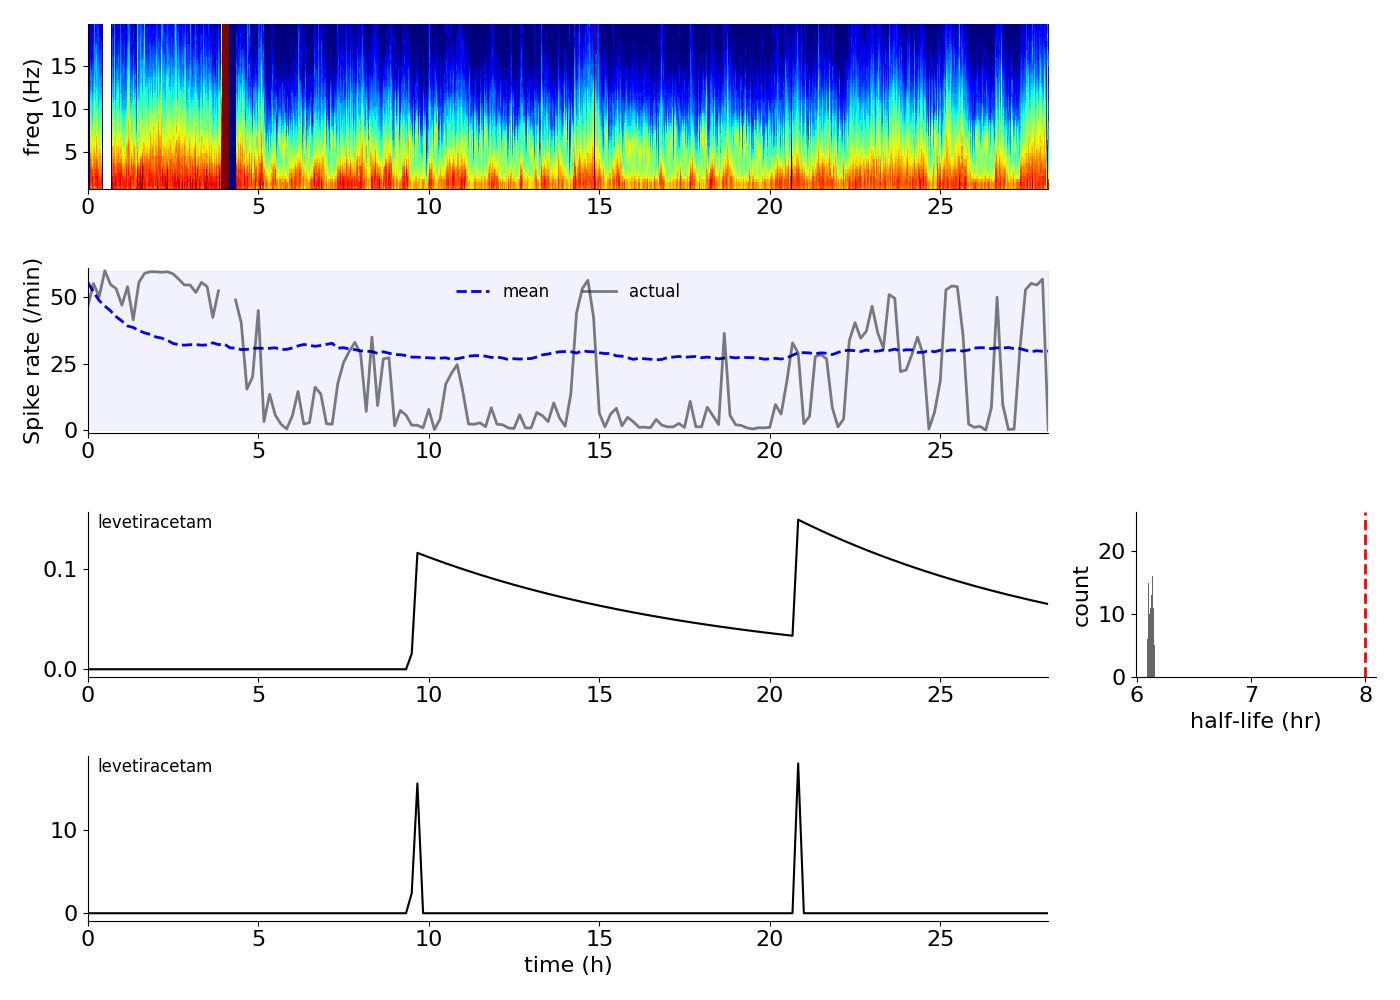 freq (Hz)
15
10
5
0 5 10 15 20 25
Spike rate (/min)
50
25
0
mean actual
0 5 10 15 20 25
levetiracetam
0.1
0.0
0 5 10 15 20 25
count
20
10
0
6 7 8
half-life (hr)
levetiracetam
10
0
0 5 10 15 20 25
time (h)